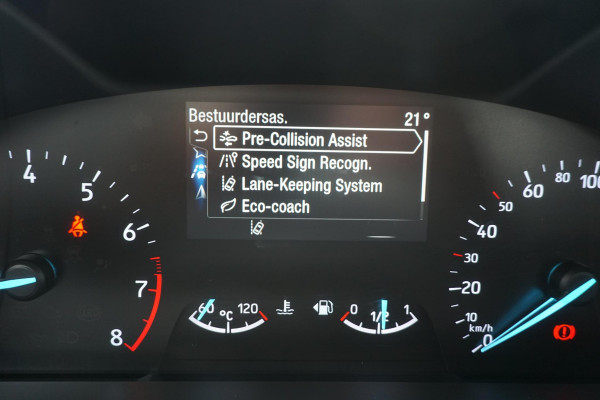 Bestuurdersas. 21°
Pre-Collision Assist
Speed Sign Recogn.
Lane-Keeping System
Eco-coach
4
5
6
7
8
60 °C 120
0 1/2 1
0
10
20
30
40
50
60
80
100
km/h